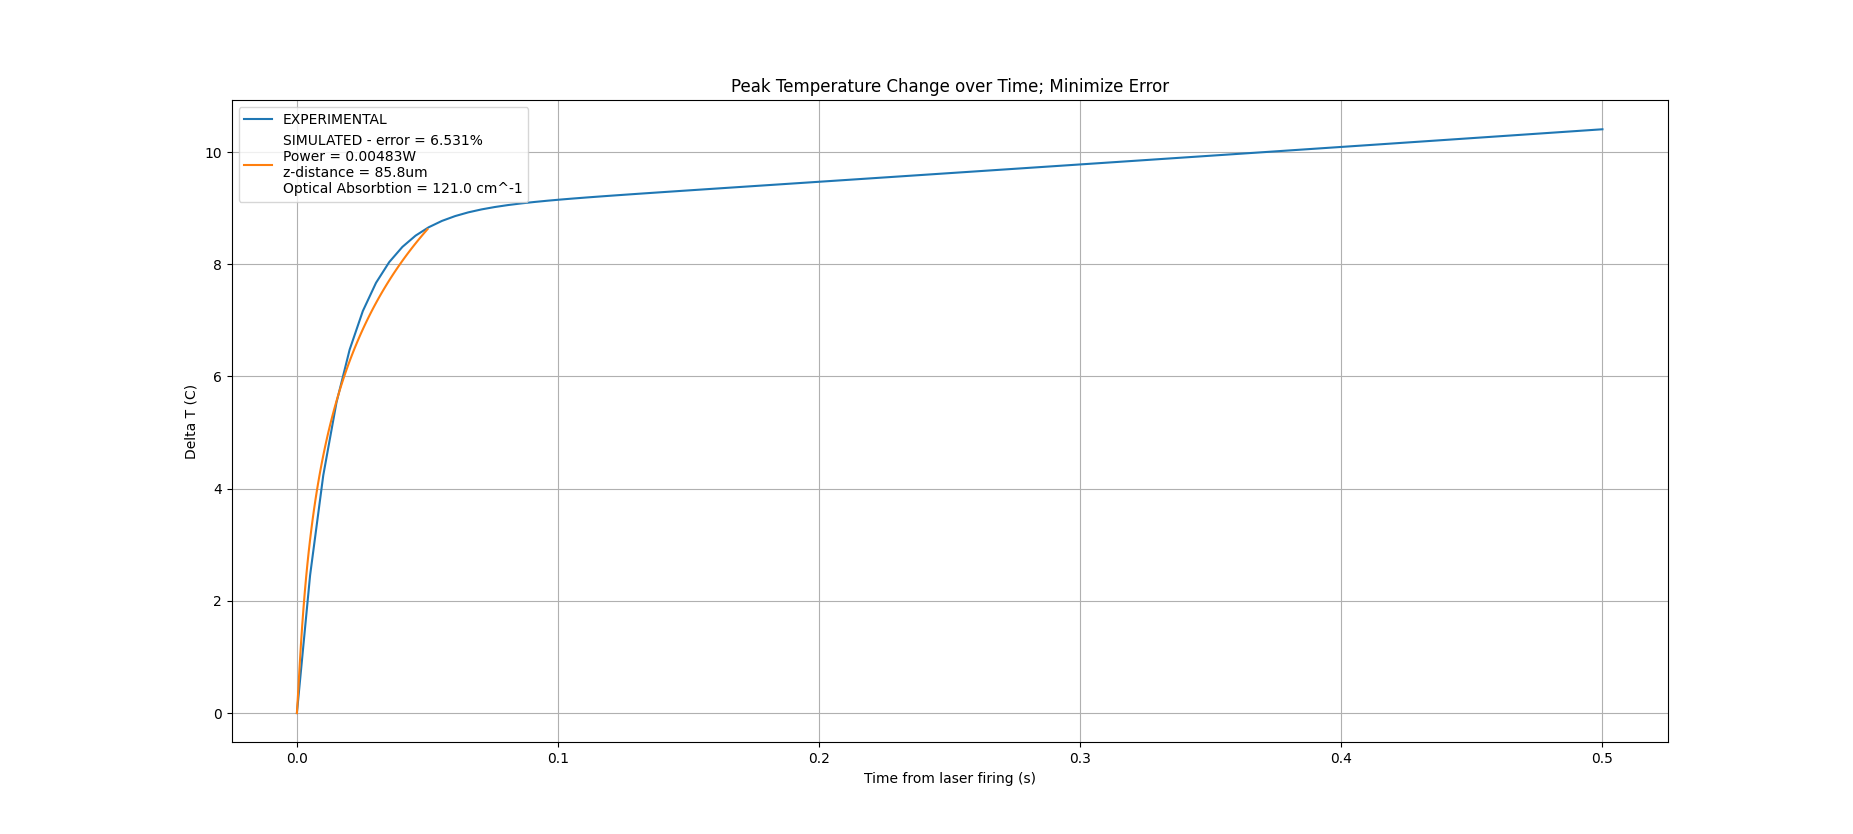 Peak Temperature Change over Time; Minimize Error
EXPERIMENTAL
SIMULATED - error = 6.531%
Power = 0.00483W
z-distance = 85.8um
Optical Absorbtion = 121.0 cm^-1
10
8
6
4
2
0
Delta T (C)
0.0
0.1
0.2
0.3
0.4
0.5
Time from laser firing (s)